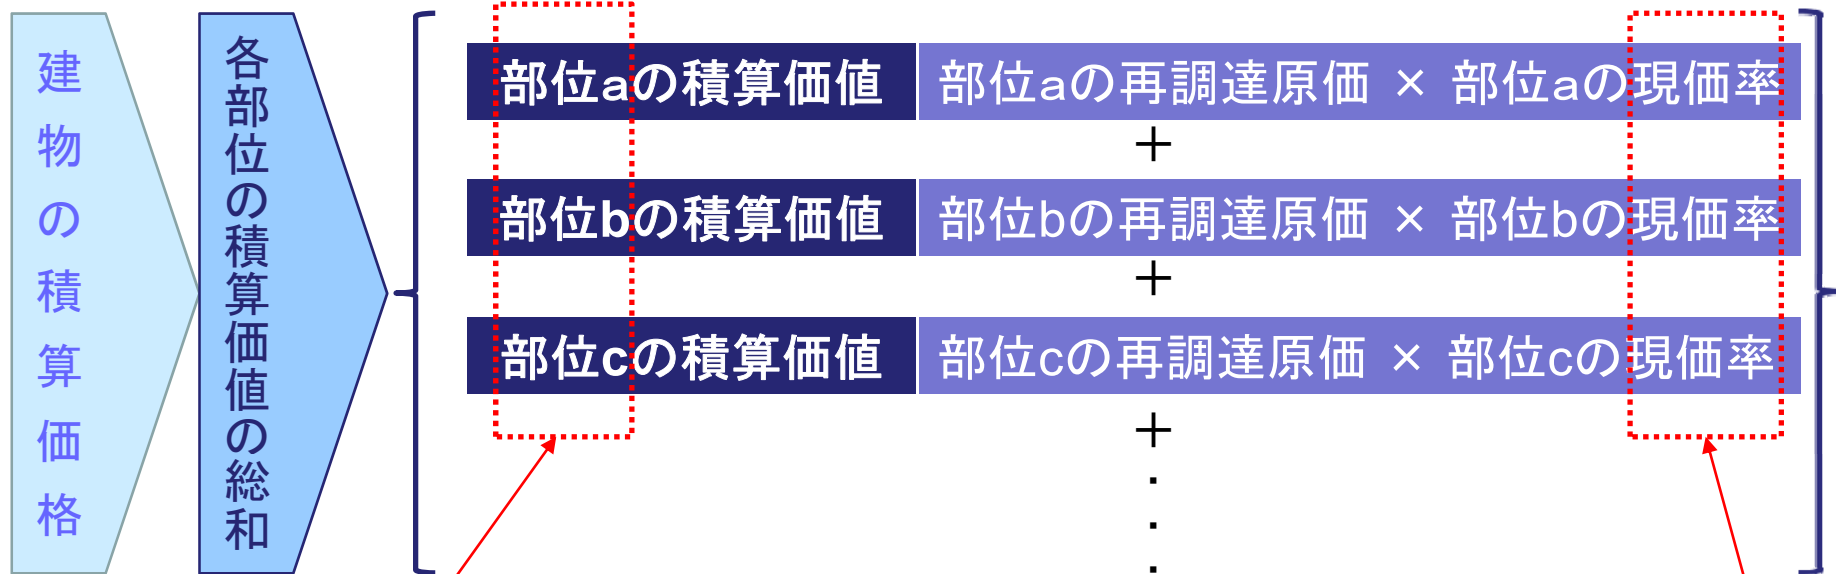 建物の積算価格
各部位の積算価値の総和
部位aの積算価値 部位aの再調達原価 × 部位aの現価率
＋
部位bの積算価値 部位bの再調達原価 × 部位bの現価率
＋
部位cの積算価値 部位cの再調達原価 × 部位cの現価率
＋
・
・
・